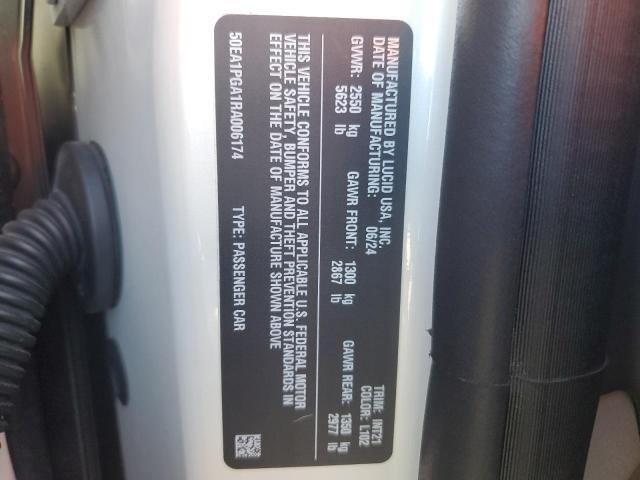 MANUFACTURED BY LUCID USA, INC.
DATE OF MANUFACTURING: 06/24
TRIM: INT21
COLOR: L102
GVWR: 2550 kg
5623 lb
GAWR FRONT: 1300 kg
2867 lb
GAWR REAR: 1350 kg
2977 lb
THIS VEHICLE CONFORMS TO ALL APPLICABLE U.S. FEDERAL MOTOR
VEHICLE SAFETY, BUMPER AND THEFT PREVENTION STANDARDS IN
EFFECT ON THE DATE OF MANUFACTURE SHOWN ABOVE
50EA1PGA1RA006174 TYPE: PASSENGER CAR